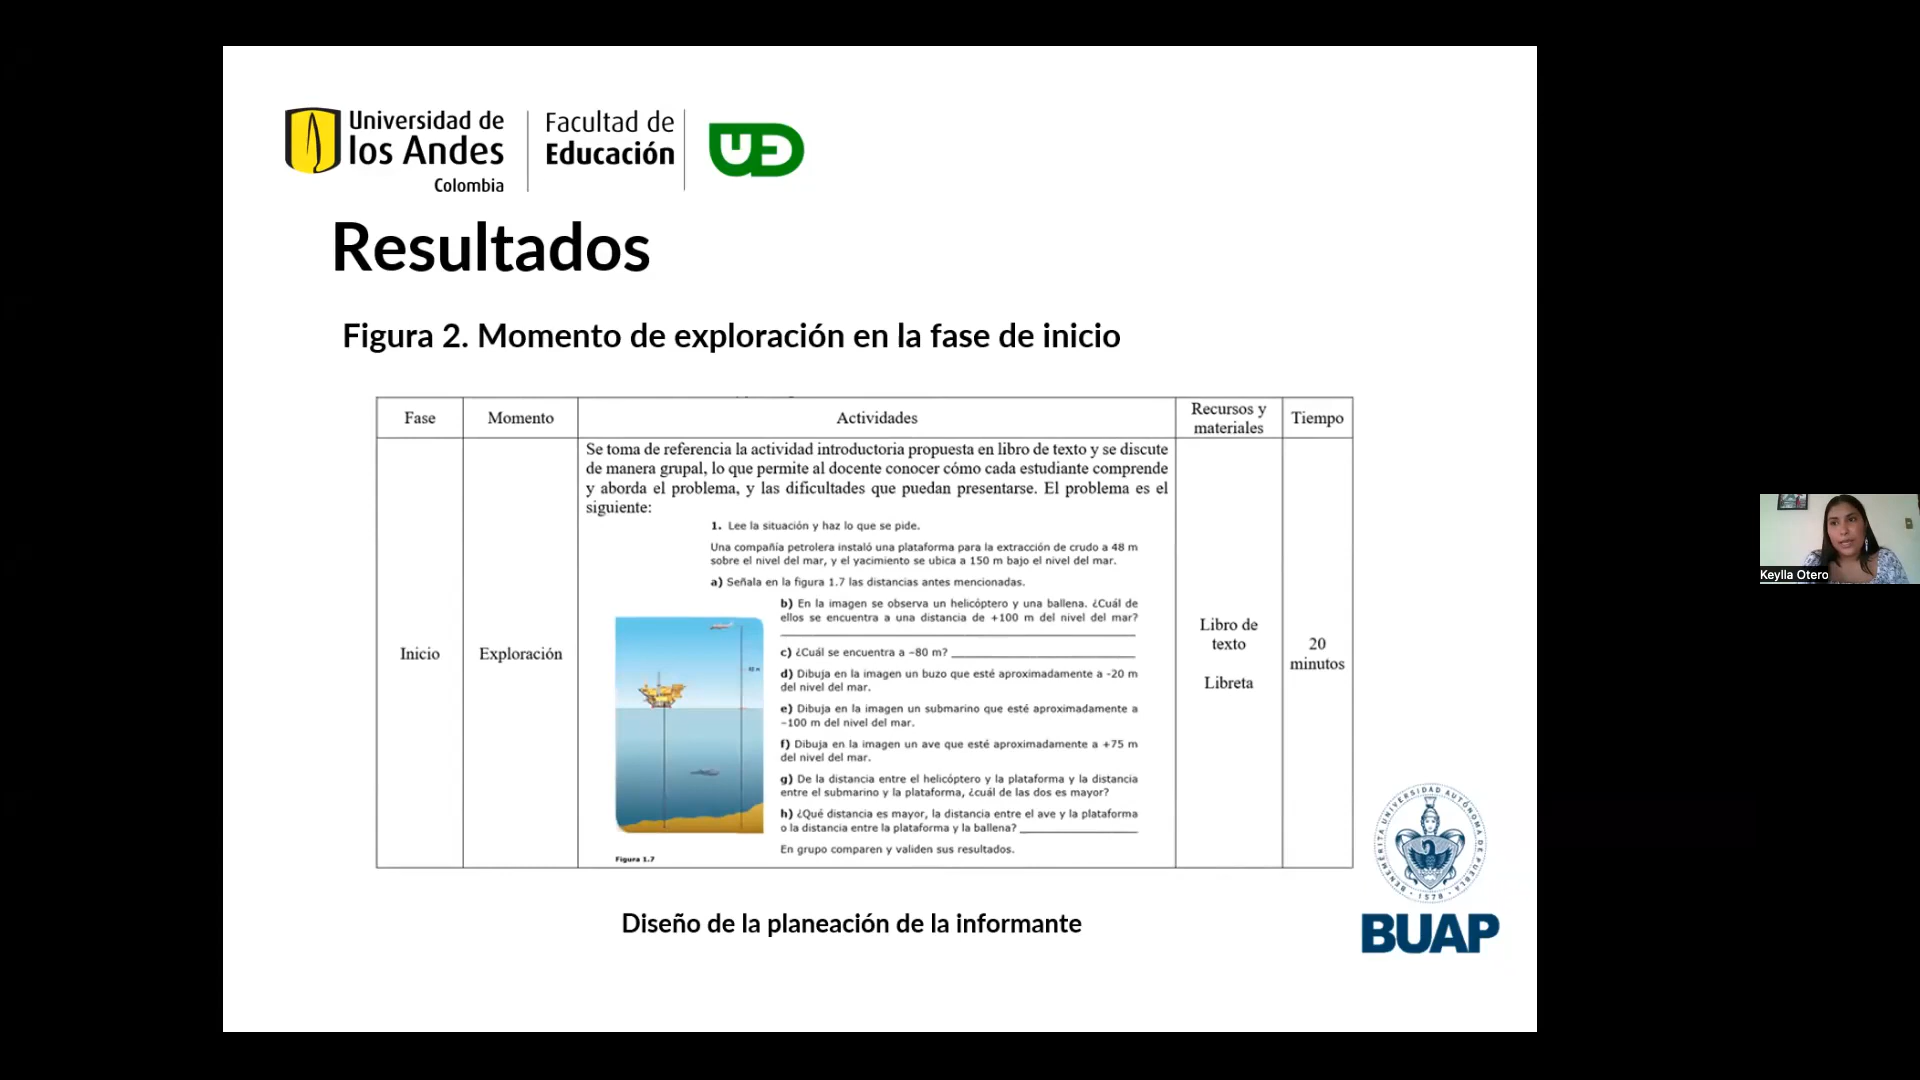 Universidad de
los Andes
Colombia
Facultad de
Educación
Resultados
Figura 2. Momento de exploración en la fase de inicio
Fase
Momento
Actividades
Recursos y
materiales
Tiempo
Inicio
Exploración
Se toma de referencia la actividad introductoria propuesta en libro de texto y se discute
de manera grupal, lo que permite al docente conocer cómo cada estudiante comprende
y aborda el problema, y las dificultades que puedan presentarse. El problema es el
siguiente:
1. Lee la situación y haz lo que se pide.
Una compañía petrolera instaló una plataforma para la extracción de crudo a 48 m
sobre el nivel del mar, y el yacimiento se ubica a 150 m bajo el nivel del mar.
a) Señala en la figura 1.7 las distancias antes mencionadas.
b) En la imagen se observa un helicóptero y una ballena. ¿Cuál de
ellos se encuentra a una distancia de +100 m del nivel del mar?
c) ¿Cuál se encuentra a –80 m?
d) Dibuja en la imagen un buzo que esté aproximadamente a -20 m
del nivel del mar.
e) Dibuja en la imagen un submarino que esté aproximadamente a
–100 m del nivel del mar.
f) Dibuja en la imagen un ave que esté aproximadamente a +75 m
del nivel del mar.
g) De la distancia entre el helicóptero y la plataforma y la distancia
entre el submarino y la plataforma, ¿cuál de las dos es mayor?
h) ¿Qué distancia es mayor, la distancia entre el ave y la plataforma
o la distancia entre la plataforma y la ballena?
En grupo comparen y validen sus resultados.
Figura 1.7
Libro de
texto
Libreta
20
minutos
Diseño de la planeación de la informante
BENEMÉRITA UNIVERSIDAD AUTÓNOMA DE PUEBLA
1578
BUAP
Keylla Otero